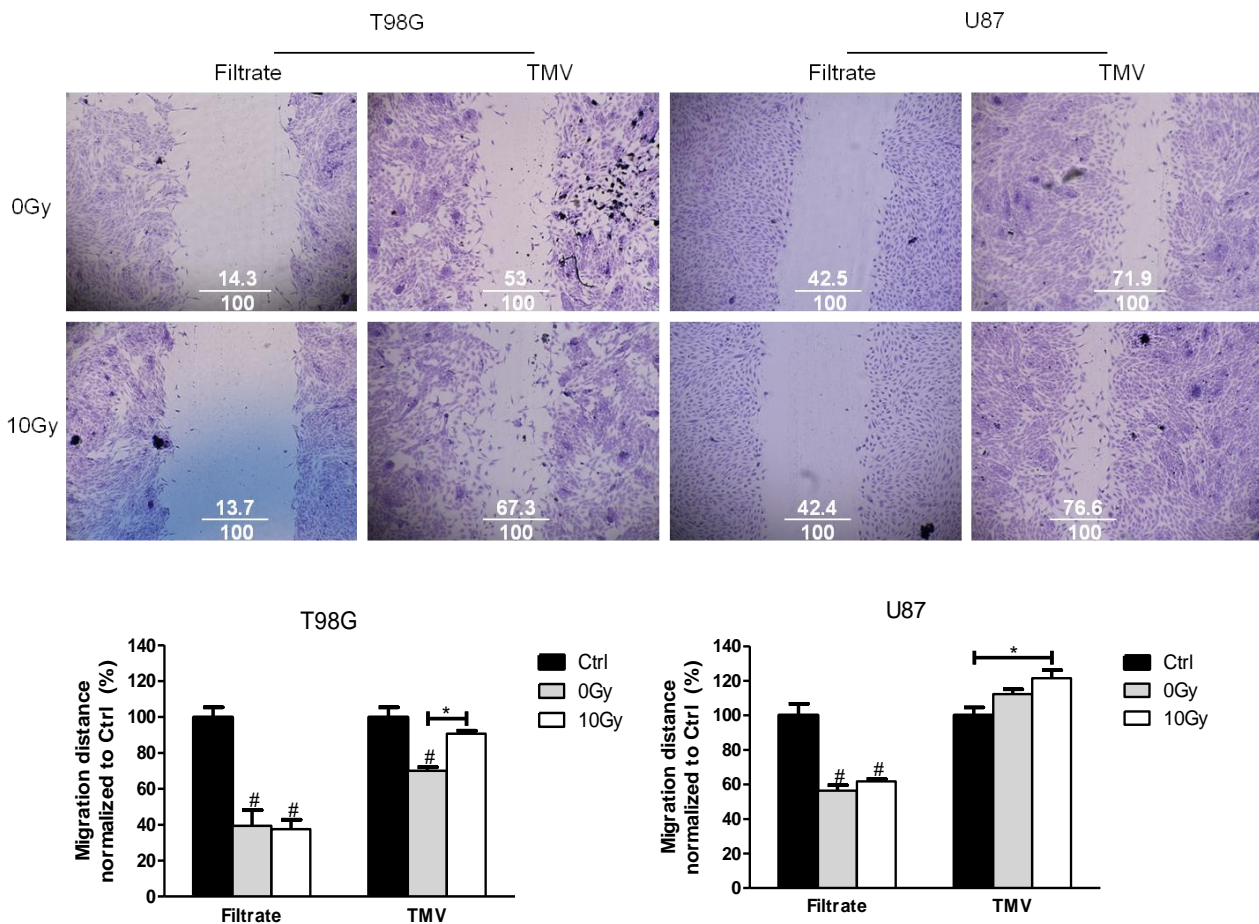 T98G
U87
Filtrate
TMV
Filtrate
TMV
0Gy
14.3
100
53
100
42.5
100
71.9
100
10Gy
13.7
100
67.3
100
42.4
100
76.6
100
T98G
Migration distance
normalized to Ctrl (%)
140
120
100
80
60
40
20
0
#
#
#
*
Filtrate
TMV
Ctrl
0Gy
10Gy
U87
Migration distance
normalized to Ctrl (%)
140
120
100
80
60
40
20
0
#
#
*
Filtrate
TMV
Ctrl
0Gy
10Gy